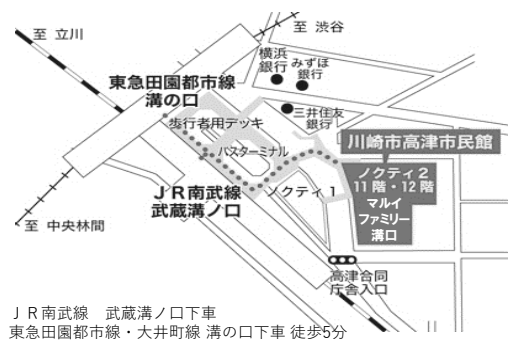 至 立川
至 渋谷
横浜
銀行
みずほ
銀行
東急田園都市線
溝の口
三井住友
銀行
歩行者用デッキ
川崎市高津市民館
バスターミナル
ノクティ2
11階・12階
マルイ
ファミリー
溝口
JR南武線
武蔵溝ノ口
ノクティ1
至 中央林間
高津合同
庁舎入口
JR南武線　武蔵溝ノ口下車
東急田園都市線・大井町線 溝の口下車 徒歩5分